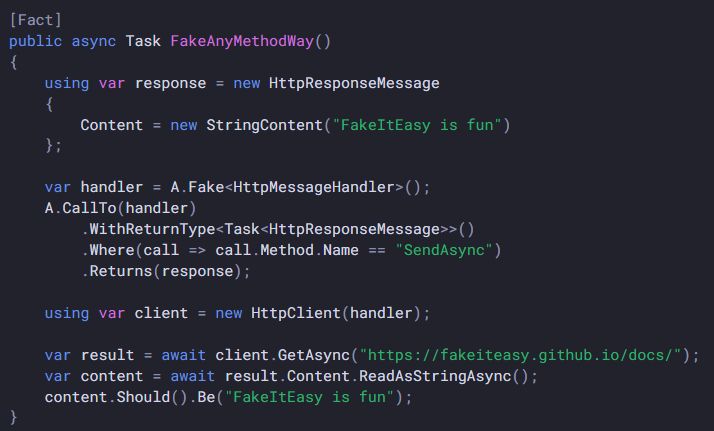 [Fact]
public async Task FakeAnyMethodWay()
{
    using var response = new HttpResponseMessage
    {
        Content = new StringContent("FakeItEasy is fun")
    };

    var handler = A.Fake<HttpMessageHandler>();
    A.CallTo(handler)
        .WithReturnType<Task<HttpResponseMessage>>()
        .Where(call => call.Method.Name == "SendAsync")
        .Returns(response);

    using var client = new HttpClient(handler);

    var result = await client.GetAsync("https://fakeiteasy.github.io/docs/");
    var content = await result.Content.ReadAsStringAsync();
    content.Should().Be("FakeItEasy is fun");
}